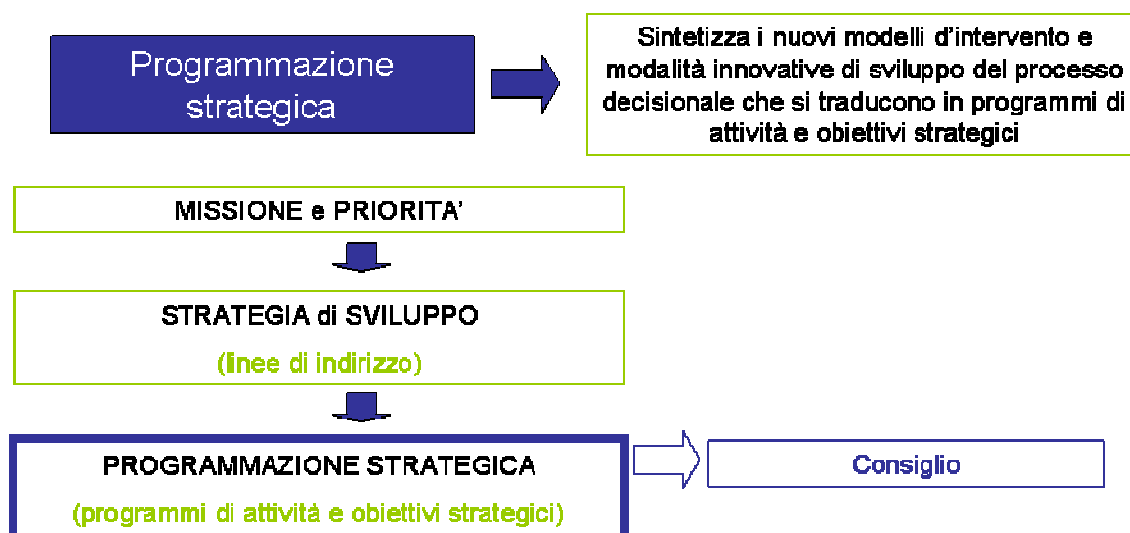 Programmazione
strategica
Sintetizza i nuovi modelli d'intervento e
modalità innovative di sviluppo del processo
decisionale che si traducono in programmi di
attività e obiettivi strategici
MISSIONE e PRIORITA'
STRATEGIA di SVILUPPO
(linee di indirizzo)
PROGRAMMAZIONE STRATEGICA
(programmi di attività e obiettivi strategici)
Consiglio